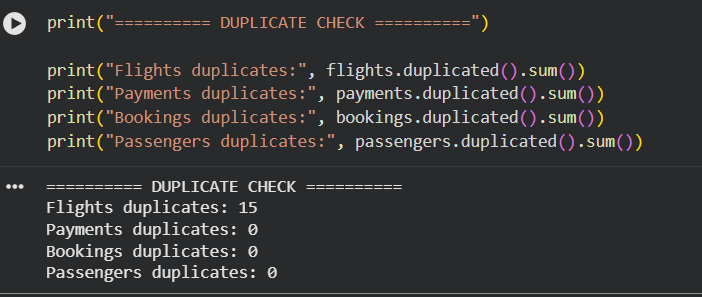 print("========== DUPLICATE CHECK ==========")
print("Flights duplicates:", flights.duplicated().sum())
print("Payments duplicates:", payments.duplicated().sum())
print("Bookings duplicates:", bookings.duplicated().sum())
print("Passengers duplicates:", passengers.duplicated().sum())
========== DUPLICATE CHECK ==========
Flights duplicates: 15
Payments duplicates: 0
Bookings duplicates: 0
Passengers duplicates: 0